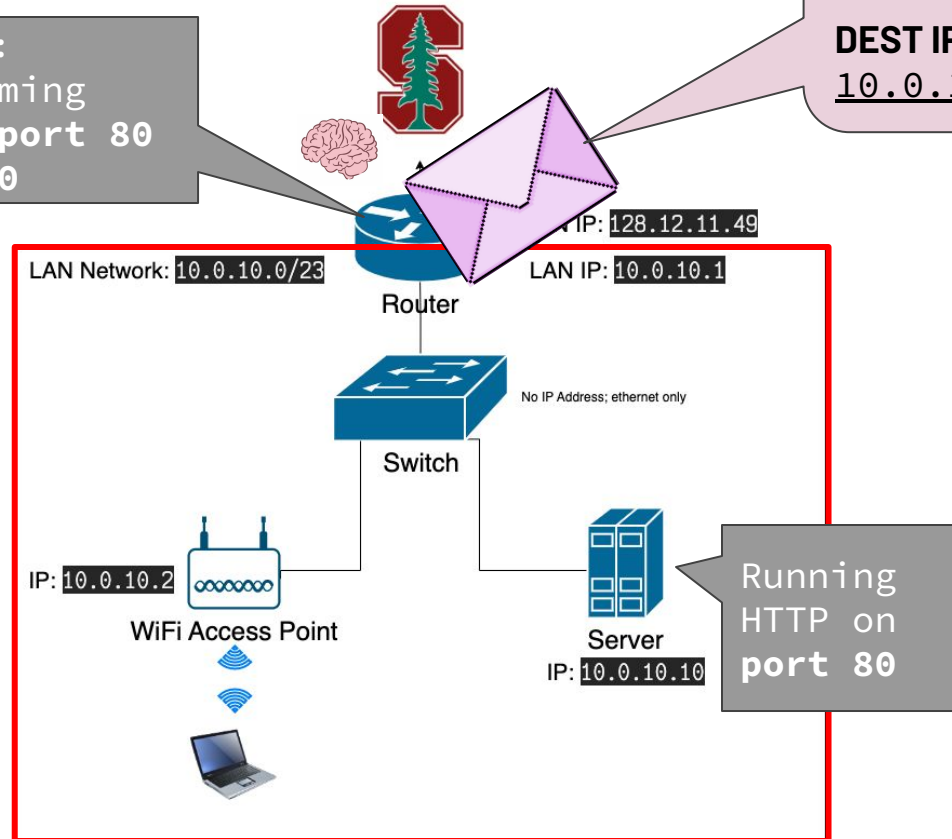 :
port 80
0
DEST IP
10.0.1
IP: 128.12.11.49
LAN Network: 10.0.10.0/23
LAN IP: 10.0.10.1
Router
No IP Address; ethernet only
Switch
IP: 10.0.10.2
WiFi Access Point
Running
HTTP on
port 80
Server
IP: 10.0.10.10
S